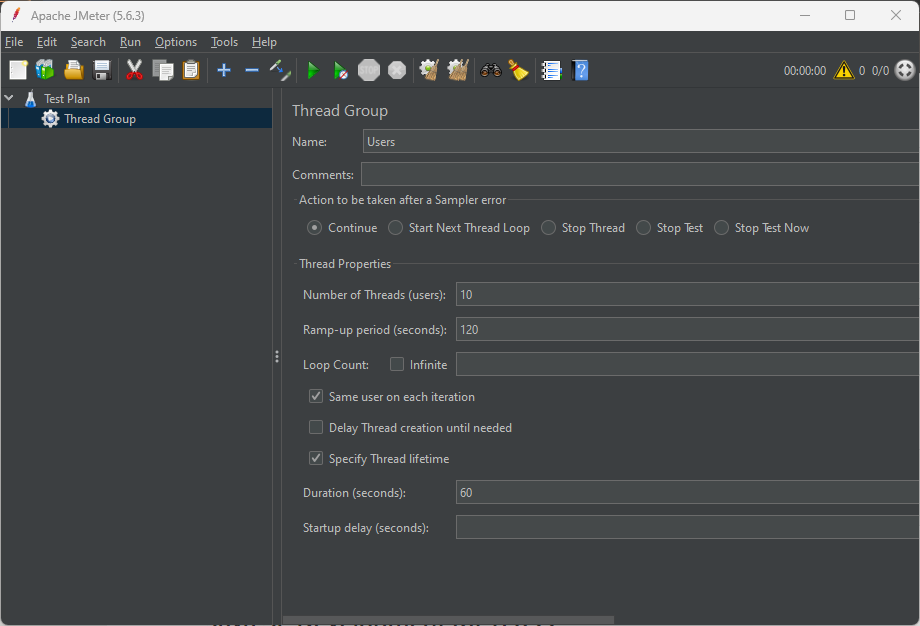 Apache JMeter (5.6.3)
File Edit Search Run Options Tools Help
00:00:00 0 0/0
Test Plan
Thread Group
Thread Group
Name: Users
Comments:
Action to be taken after a Sampler error
Continue Start Next Thread Loop Stop Thread Stop Test Stop Test Now
Thread Properties
Number of Threads (users): 10
Ramp-up period (seconds): 120
Loop Count: Infinite
Same user on each iteration
Delay Thread creation until needed
Specify Thread lifetime
Duration (seconds): 60
Startup delay (seconds):